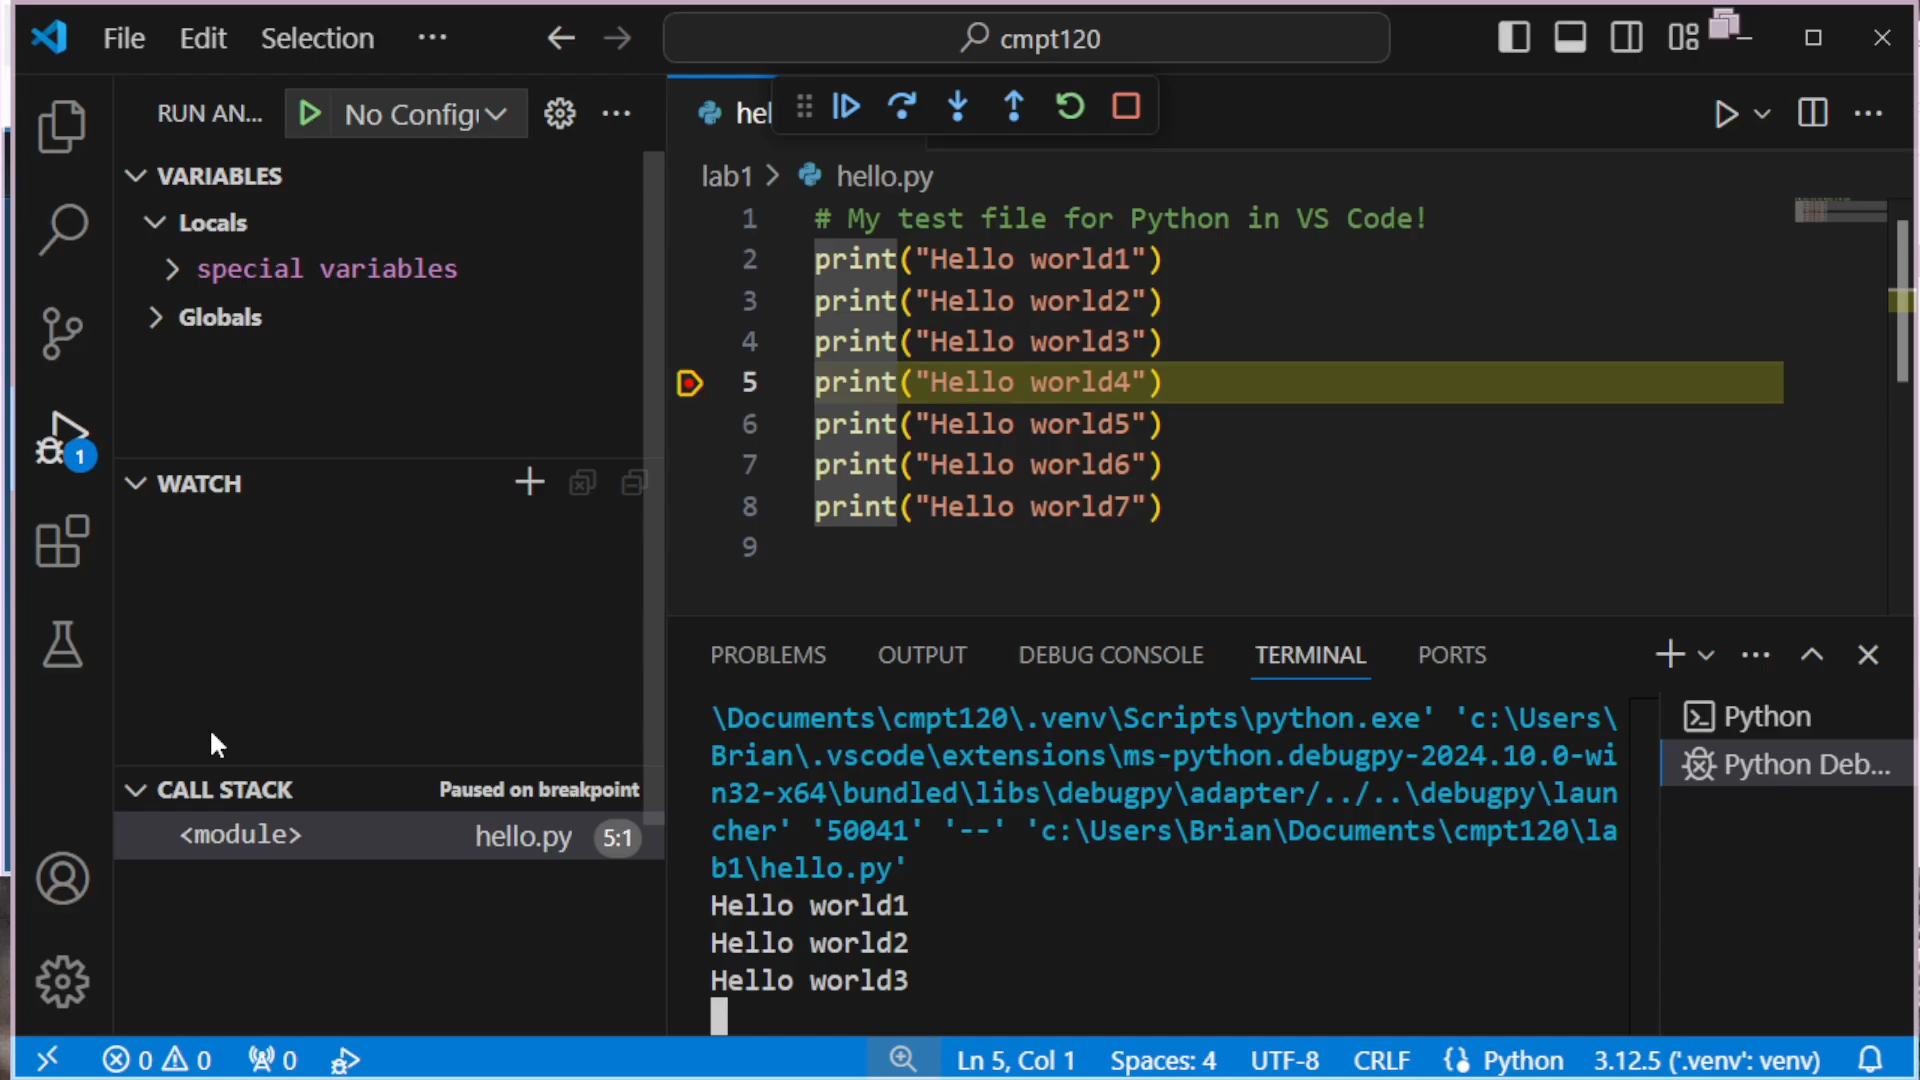 File Edit Selection ··· cmpt120
RUN AN... No Config
VARIABLES
Locals
special variables
Globals
WATCH
CALL STACK Paused on breakpoint
<module> hello.py 5:1
1
hel
lab1 > hello.py
1 # My test file for Python in VS Code!
2 print("Hello world1")
3 print("Hello world2")
4 print("Hello world3")
5 print("Hello world4")
6 print("Hello world5")
7 print("Hello world6")
8 print("Hello world7")
9
PROBLEMS OUTPUT DEBUG CONSOLE TERMINAL PORTS
\Documents\cmpt120\.venv\Scripts\python.exe' 'c:\Users\
Brian\.vscode\extensions\ms-python.debugpy-2024.10.0-wi
n32-x64\bundled\libs\debugpy\adapter/../..\debugpy\laun
cher' '50041' '--' 'c:\Users\Brian\Documents\cmpt120\la
b1\hello.py'
Hello world1
Hello world2
Hello world3
Python
Python Deb...
0 0 0 Ln 5, Col 1 Spaces: 4 UTF-8 CRLF Python 3.12.5 ('.venv': venv)